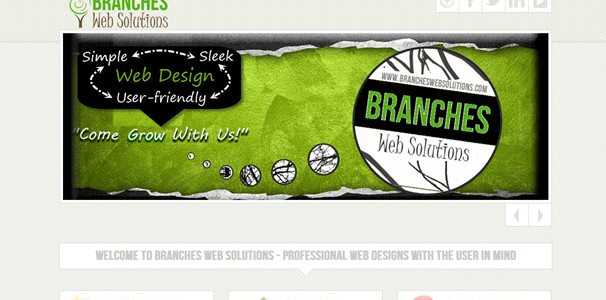 BRANCHES
Web Solutions
Simple
Sleek
Web Design
User-friendly
"Come Grow With Us!"
WWW.BRANCHESWEBSOLUTIONS.COM
BRANCHES
Web Solutions
WELCOME TO BRANCHES WEB SOLUTIONS - PROFESSIONAL WEB DESIGNS WITH THE USER IN MIND